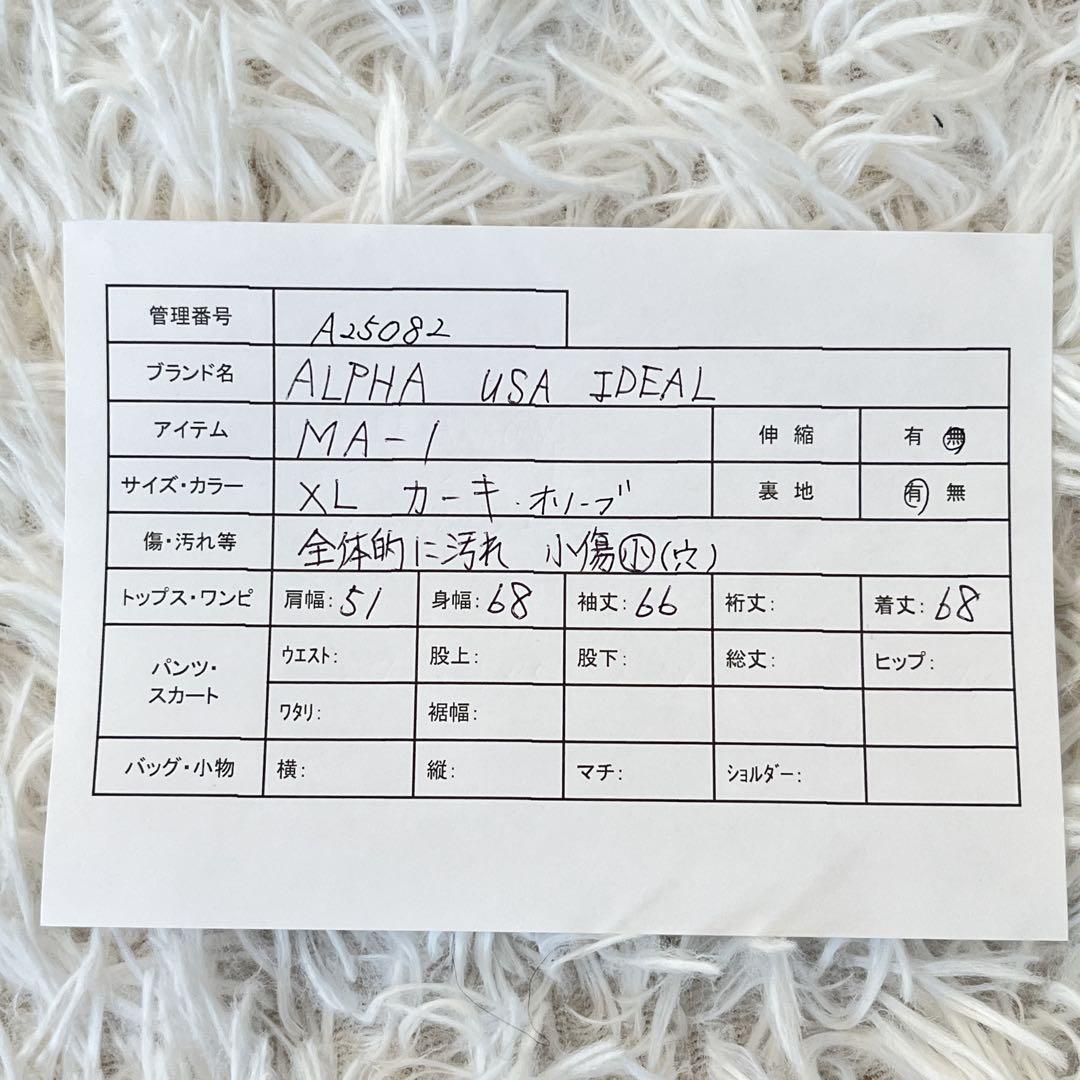 管理番号 A25082
ブランド名 ALPHA USA IDEAL
アイテム MA-1 伸縮 有 無
サイズ・カラー XL カーキ・オリーブ 裏地 有 無
傷・汚れ等 全体的に汚れ 小傷小(穴)
トップス・ワンピ 肩幅:51 身幅:68 袖丈:66 裄丈: 着丈:68
パンツ・スカート ウエスト: 股上: 股下: 総丈: ヒップ:
ワタリ: 裾幅:
バッグ・小物 横: 縦: マチ: ショルダー: